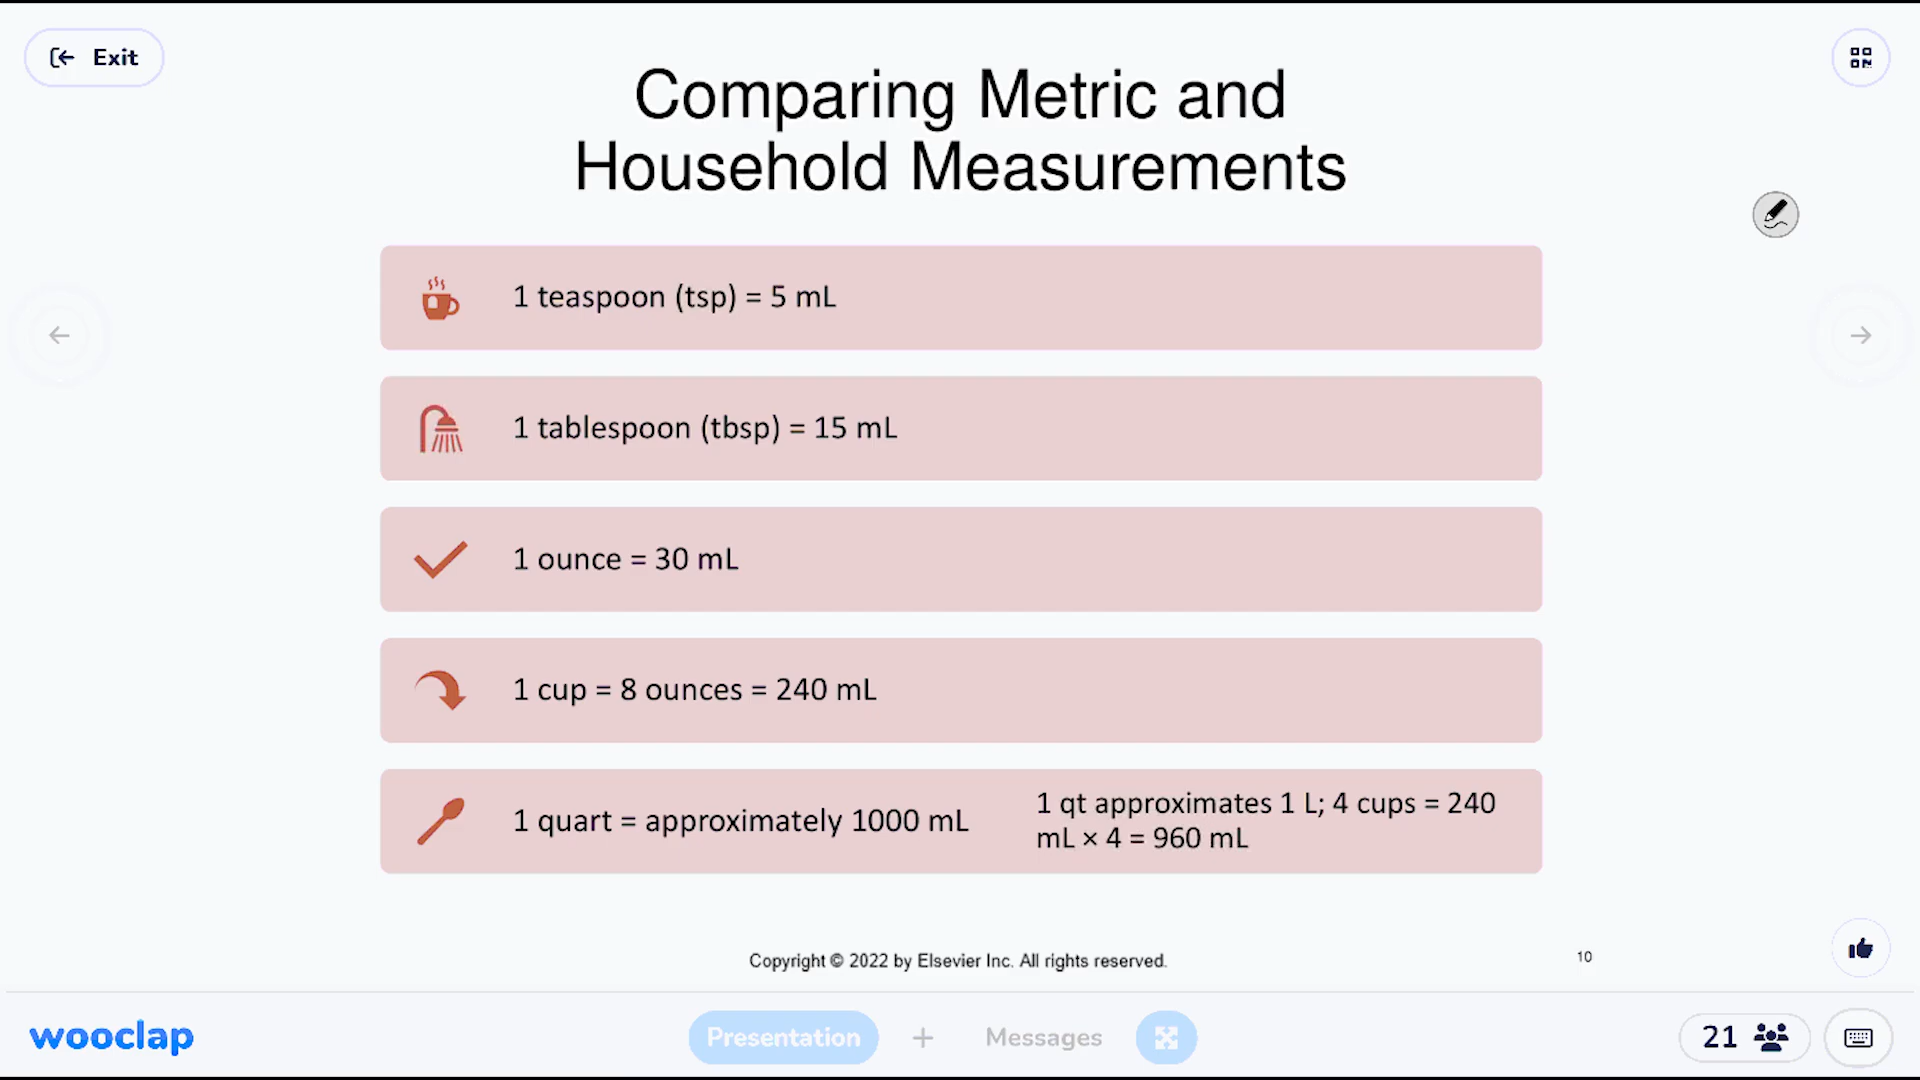 Exit
Comparing Metric and
Household Measurements
1 teaspoon (tsp) = 5 mL
1 tablespoon (tbsp) = 15 mL
1 ounce = 30 mL
1 cup = 8 ounces = 240 mL
1 quart = approximately 1000 mL
1 qt approximates 1 L; 4 cups = 240
mL × 4 = 960 mL
Copyright © 2022 by Elsevier Inc. All rights reserved.
10
wooclap
Presentation
Messages
21